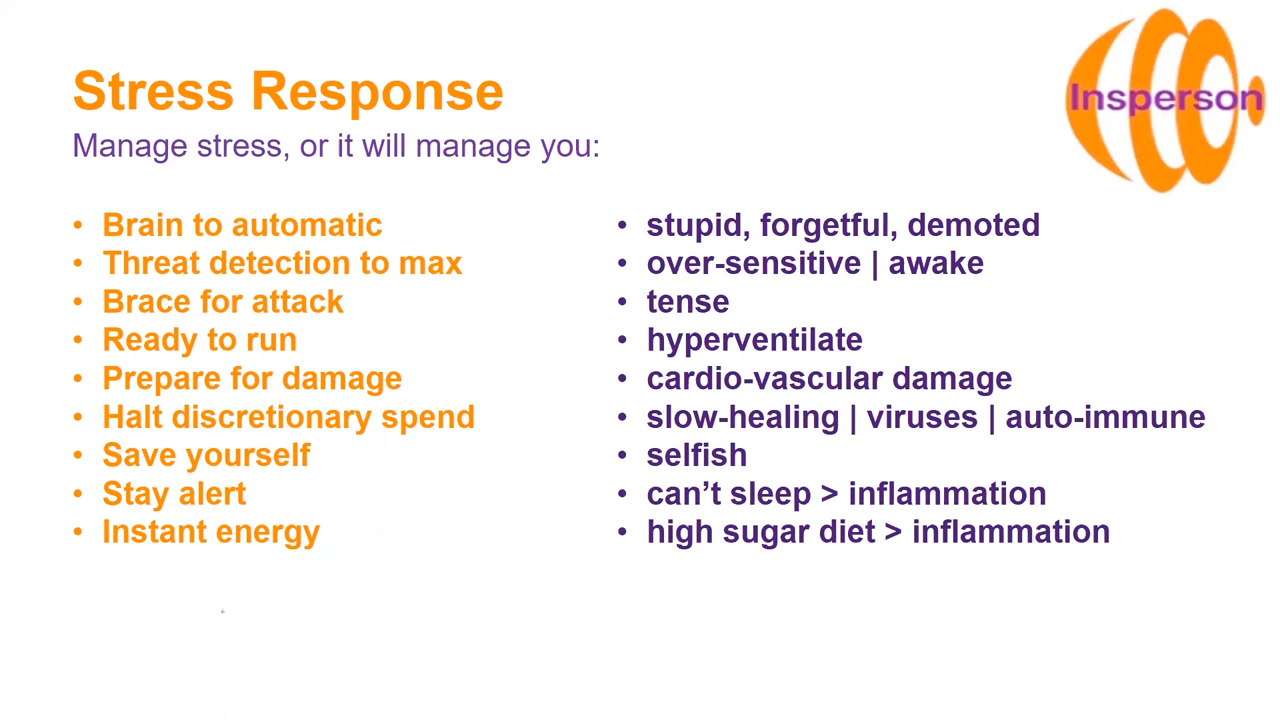 Stress Response
Manage stress, or it will manage you:
Insperson
• Brain to automatic
• Threat detection to max
• Brace for attack
• Ready to run
• Prepare for damage
• Halt discretionary spend
• Save yourself
• Stay alert
• Instant energy
• stupid, forgetful, demoted
• over-sensitive | awake
• tense
• hyperventilate
• cardio-vascular damage
• slow-healing | viruses | auto-immune
• selfish
• can’t sleep > inflammation
• high sugar diet > inflammation